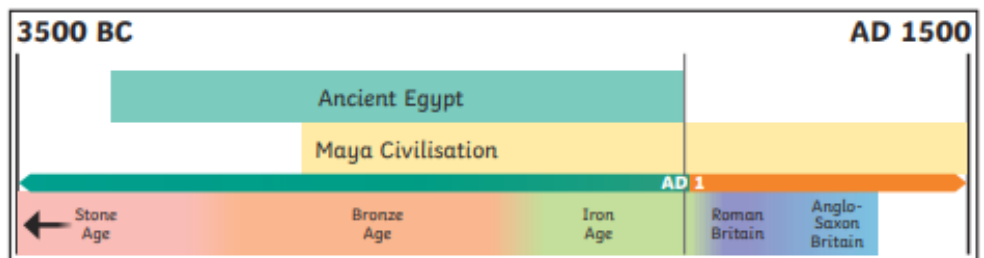 3500 BC AD 1500
Ancient Egypt
Maya Civilisation
AD 1
Stone
Age
Bronze
Age
Iron
Age
Roman
Britain
Anglo-
Saxon
Britain